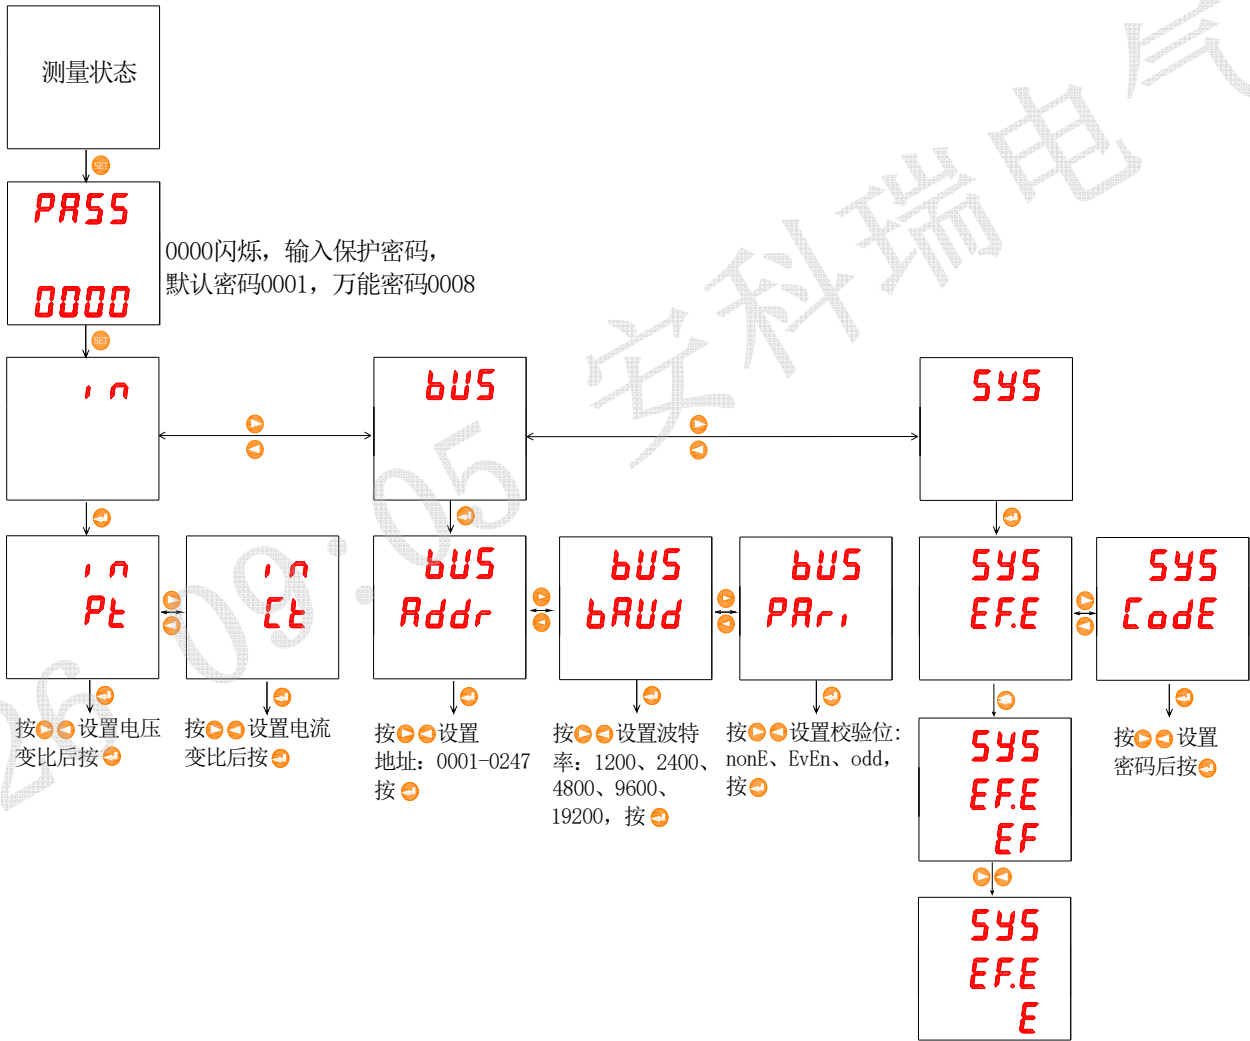 测量状态
SET
PASS
0000
0000闪烁，输入保护密码，
默认密码0001，万能密码0008
SET
in
bUS
SYS
in
Pt
in
Ct
bUS
Addr
bUS
bAUd
bUS
PAri
SYS
EF.E
SYS
CodE
按设置电压
变比后按
按设置电流
变比后按
按设置
地址：0001-0247
按
按设置波特
率：1200、2400、
4800、9600、
19200，按
按设置校验位：
nonE、EvEn、odd，
按
SYS
EF.E
EF
按设置
密码后按
SYS
EF.E
E
26 09:05 安科瑞电气